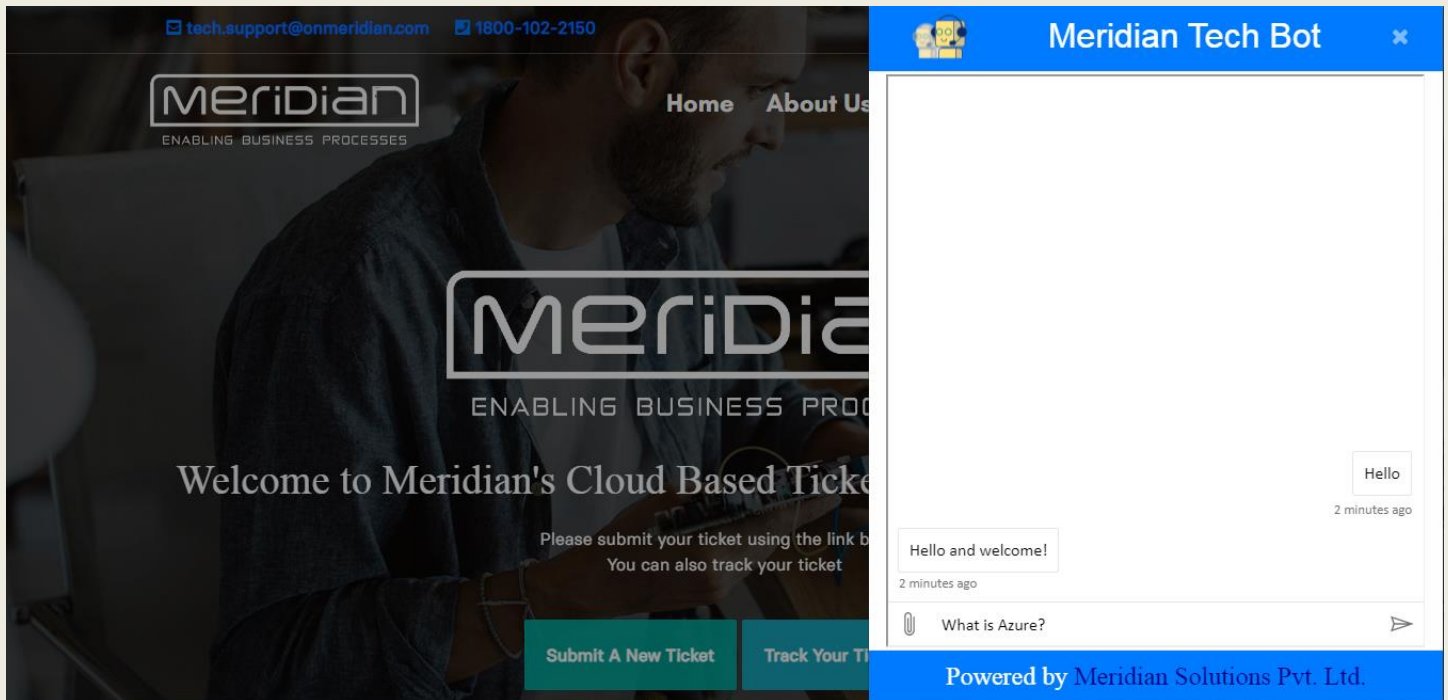 tech.support@onmeridian.com 1800-102-2150
MERIDIAN
ENABLING BUSINESS PROCESSES
Home About Us
MERIDIA
ENABLING BUSINESS PROC
Welcome to Meridian's Cloud Based Ticke
Please submit your ticket using the link b
You can also track your ticket
Submit A New Ticket Track Your Ti
Meridian Tech Bot ×
Hello
2 minutes ago
Hello and welcome!
2 minutes ago
What is Azure?
Powered by Meridian Solutions Pvt. Ltd.